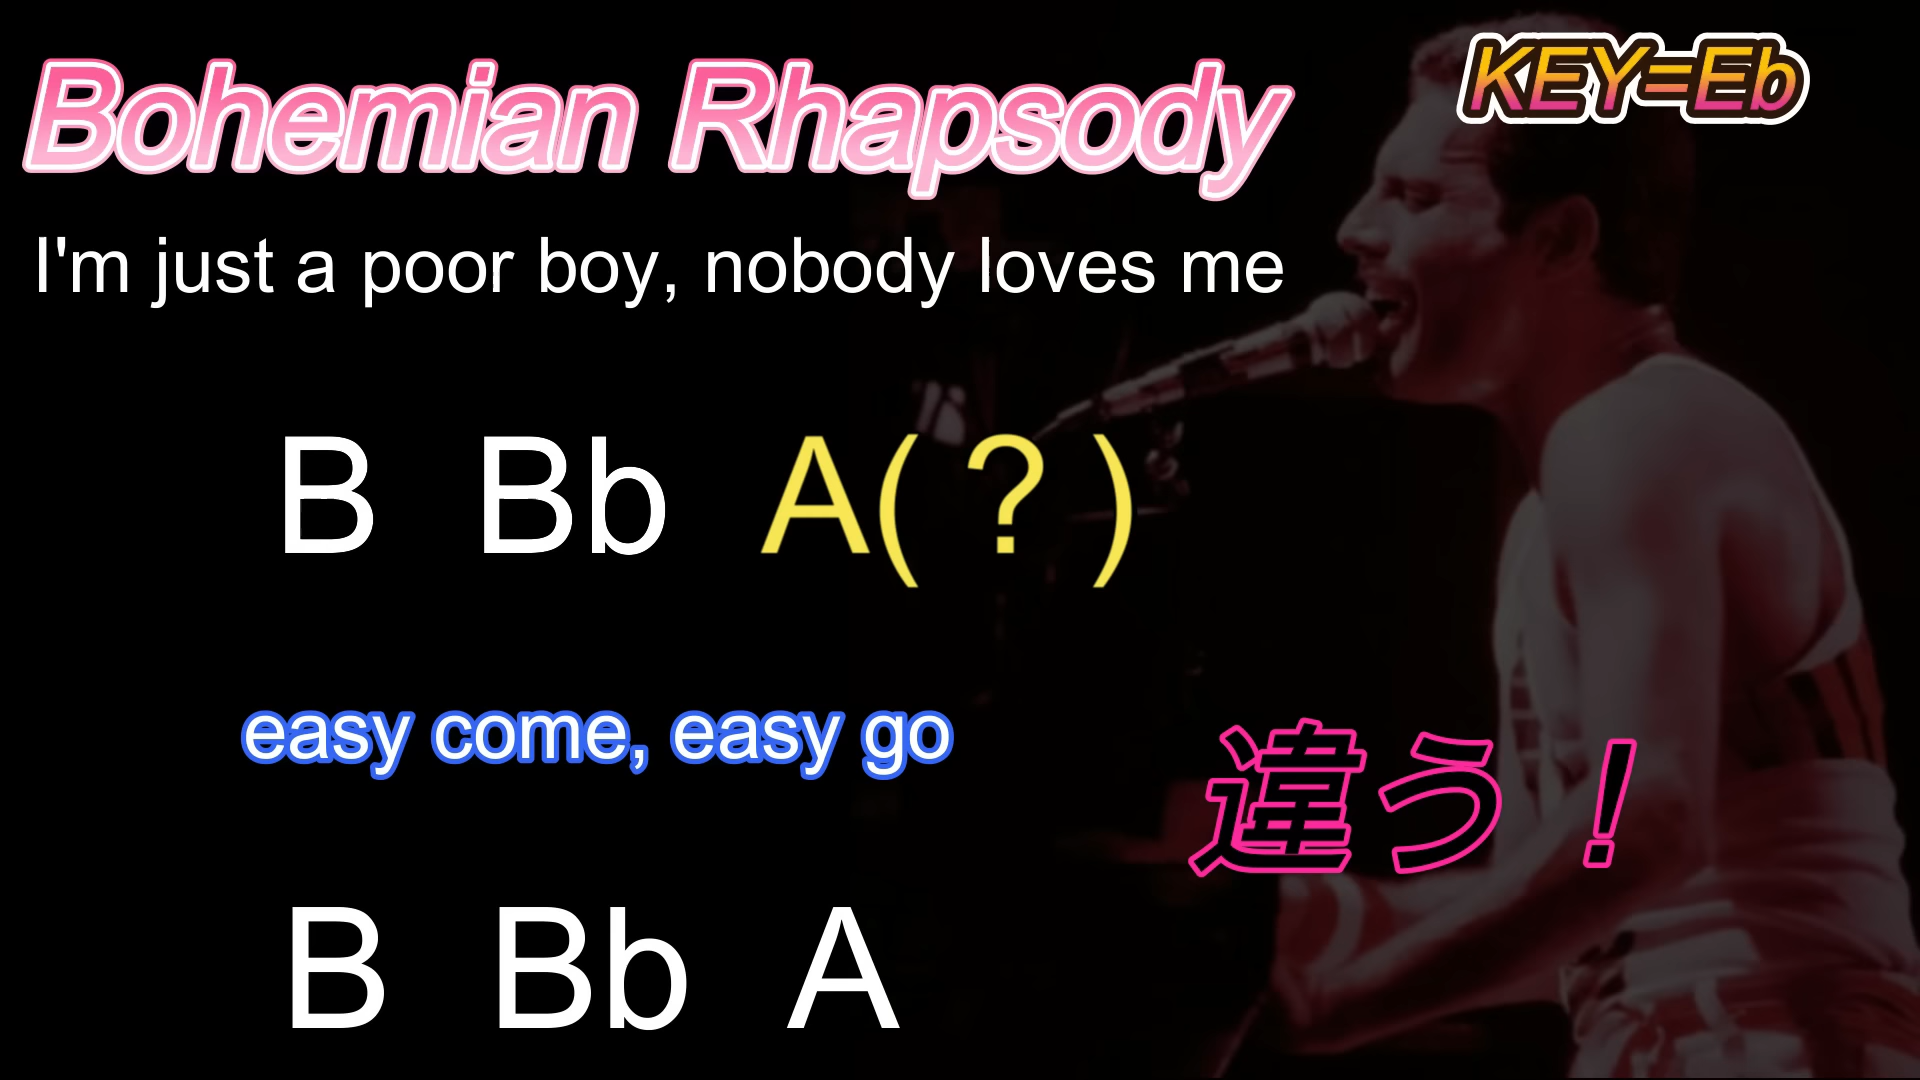 Bohemian Rhapsody
KEY=Eb
I'm just a poor boy, nobody loves me
B Bb A(?)
easy come, easy go
違う！
B Bb A